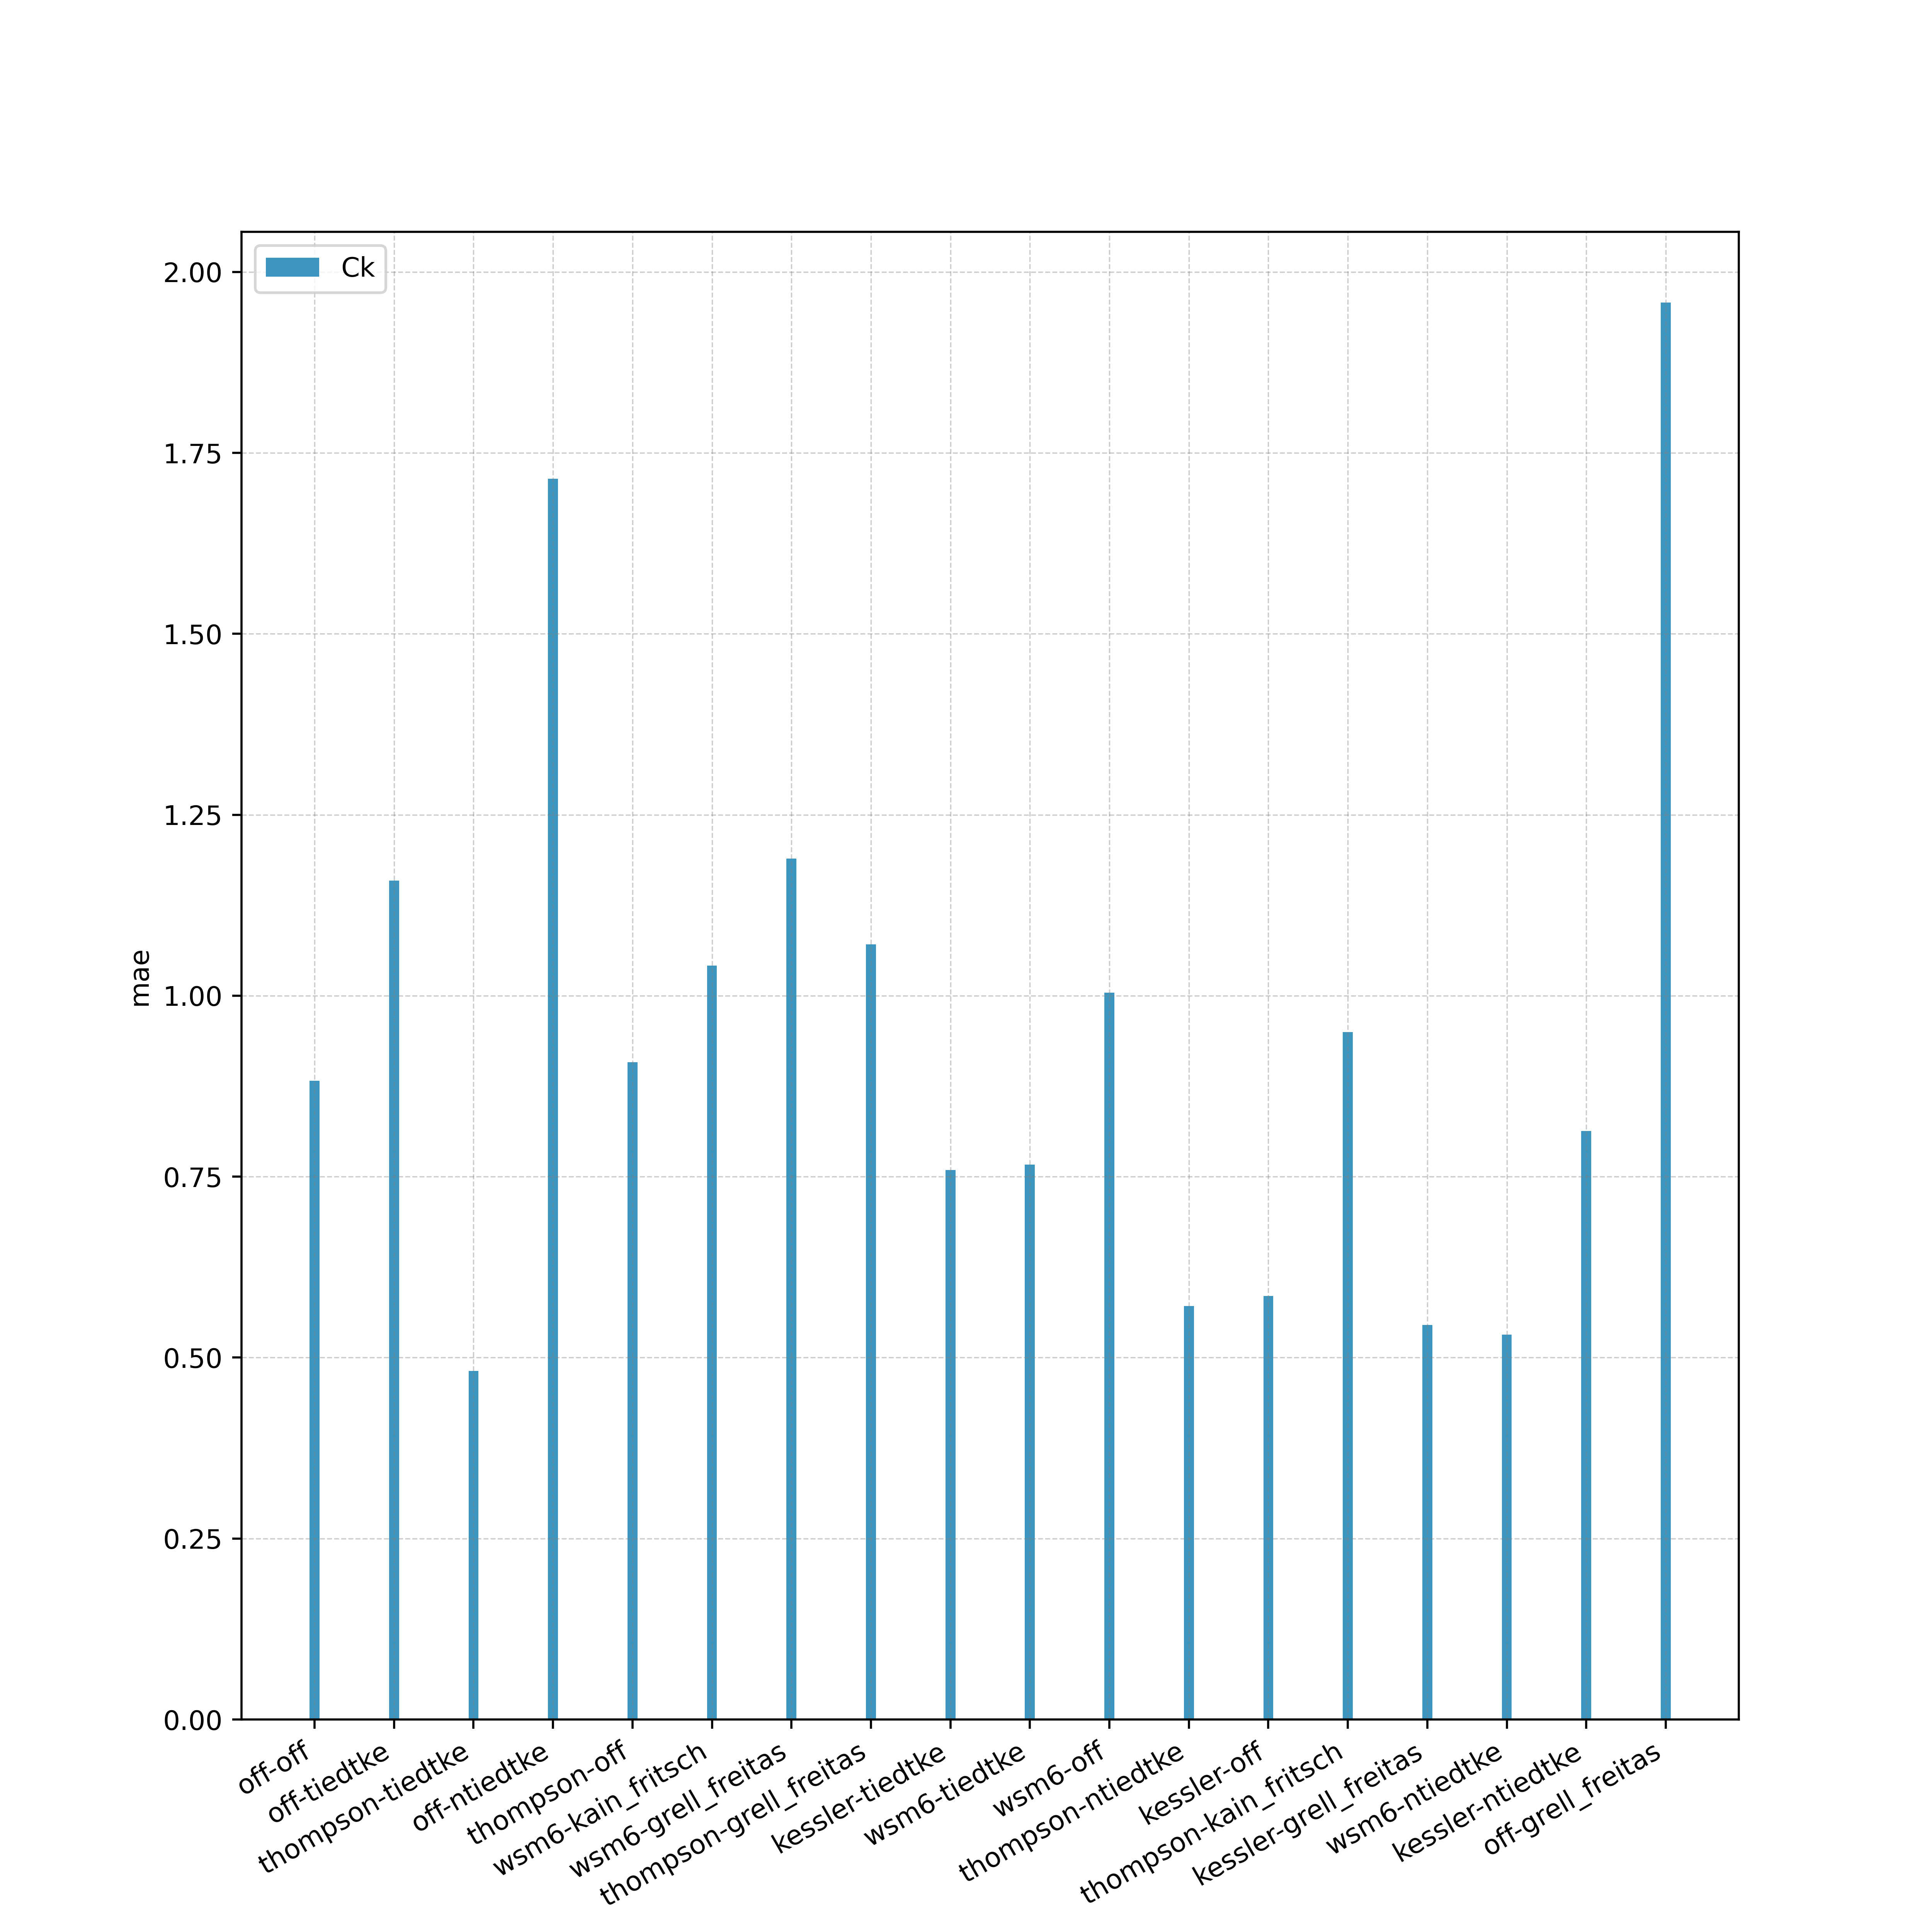 Ck
2.00
1.75
1.50
1.25
1.00
0.75
0.50
0.25
0.00
mae
off-off
off-tiedtke
thompson-tiedtke
off-ntiedtke
thompson-off
wsm6-kain_fritsch
wsm6-grell_freitas
thompson-grell_freitas
kessler-tiedtke
wsm6-tiedtke
wsm6-off
thompson-ntiedtke
kessler-off
thompson-kain_fritsch
kessler-grell_freitas
wsm6-ntiedtke
kessler-ntiedtke
off-grell_freitas